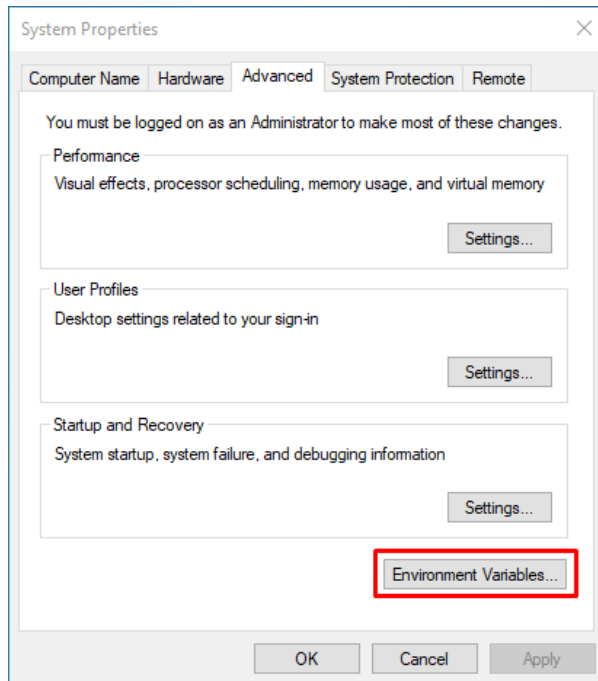 System Properties
Computer Name Hardware Advanced System Protection Remote
You must be logged on as an Administrator to make most of these changes.
Performance
Visual effects, processor scheduling, memory usage, and virtual memory
Settings...
User Profiles
Desktop settings related to your sign-in
Settings...
Startup and Recovery
System startup, system failure, and debugging information
Settings...
Environment Variables...
OK Cancel Apply